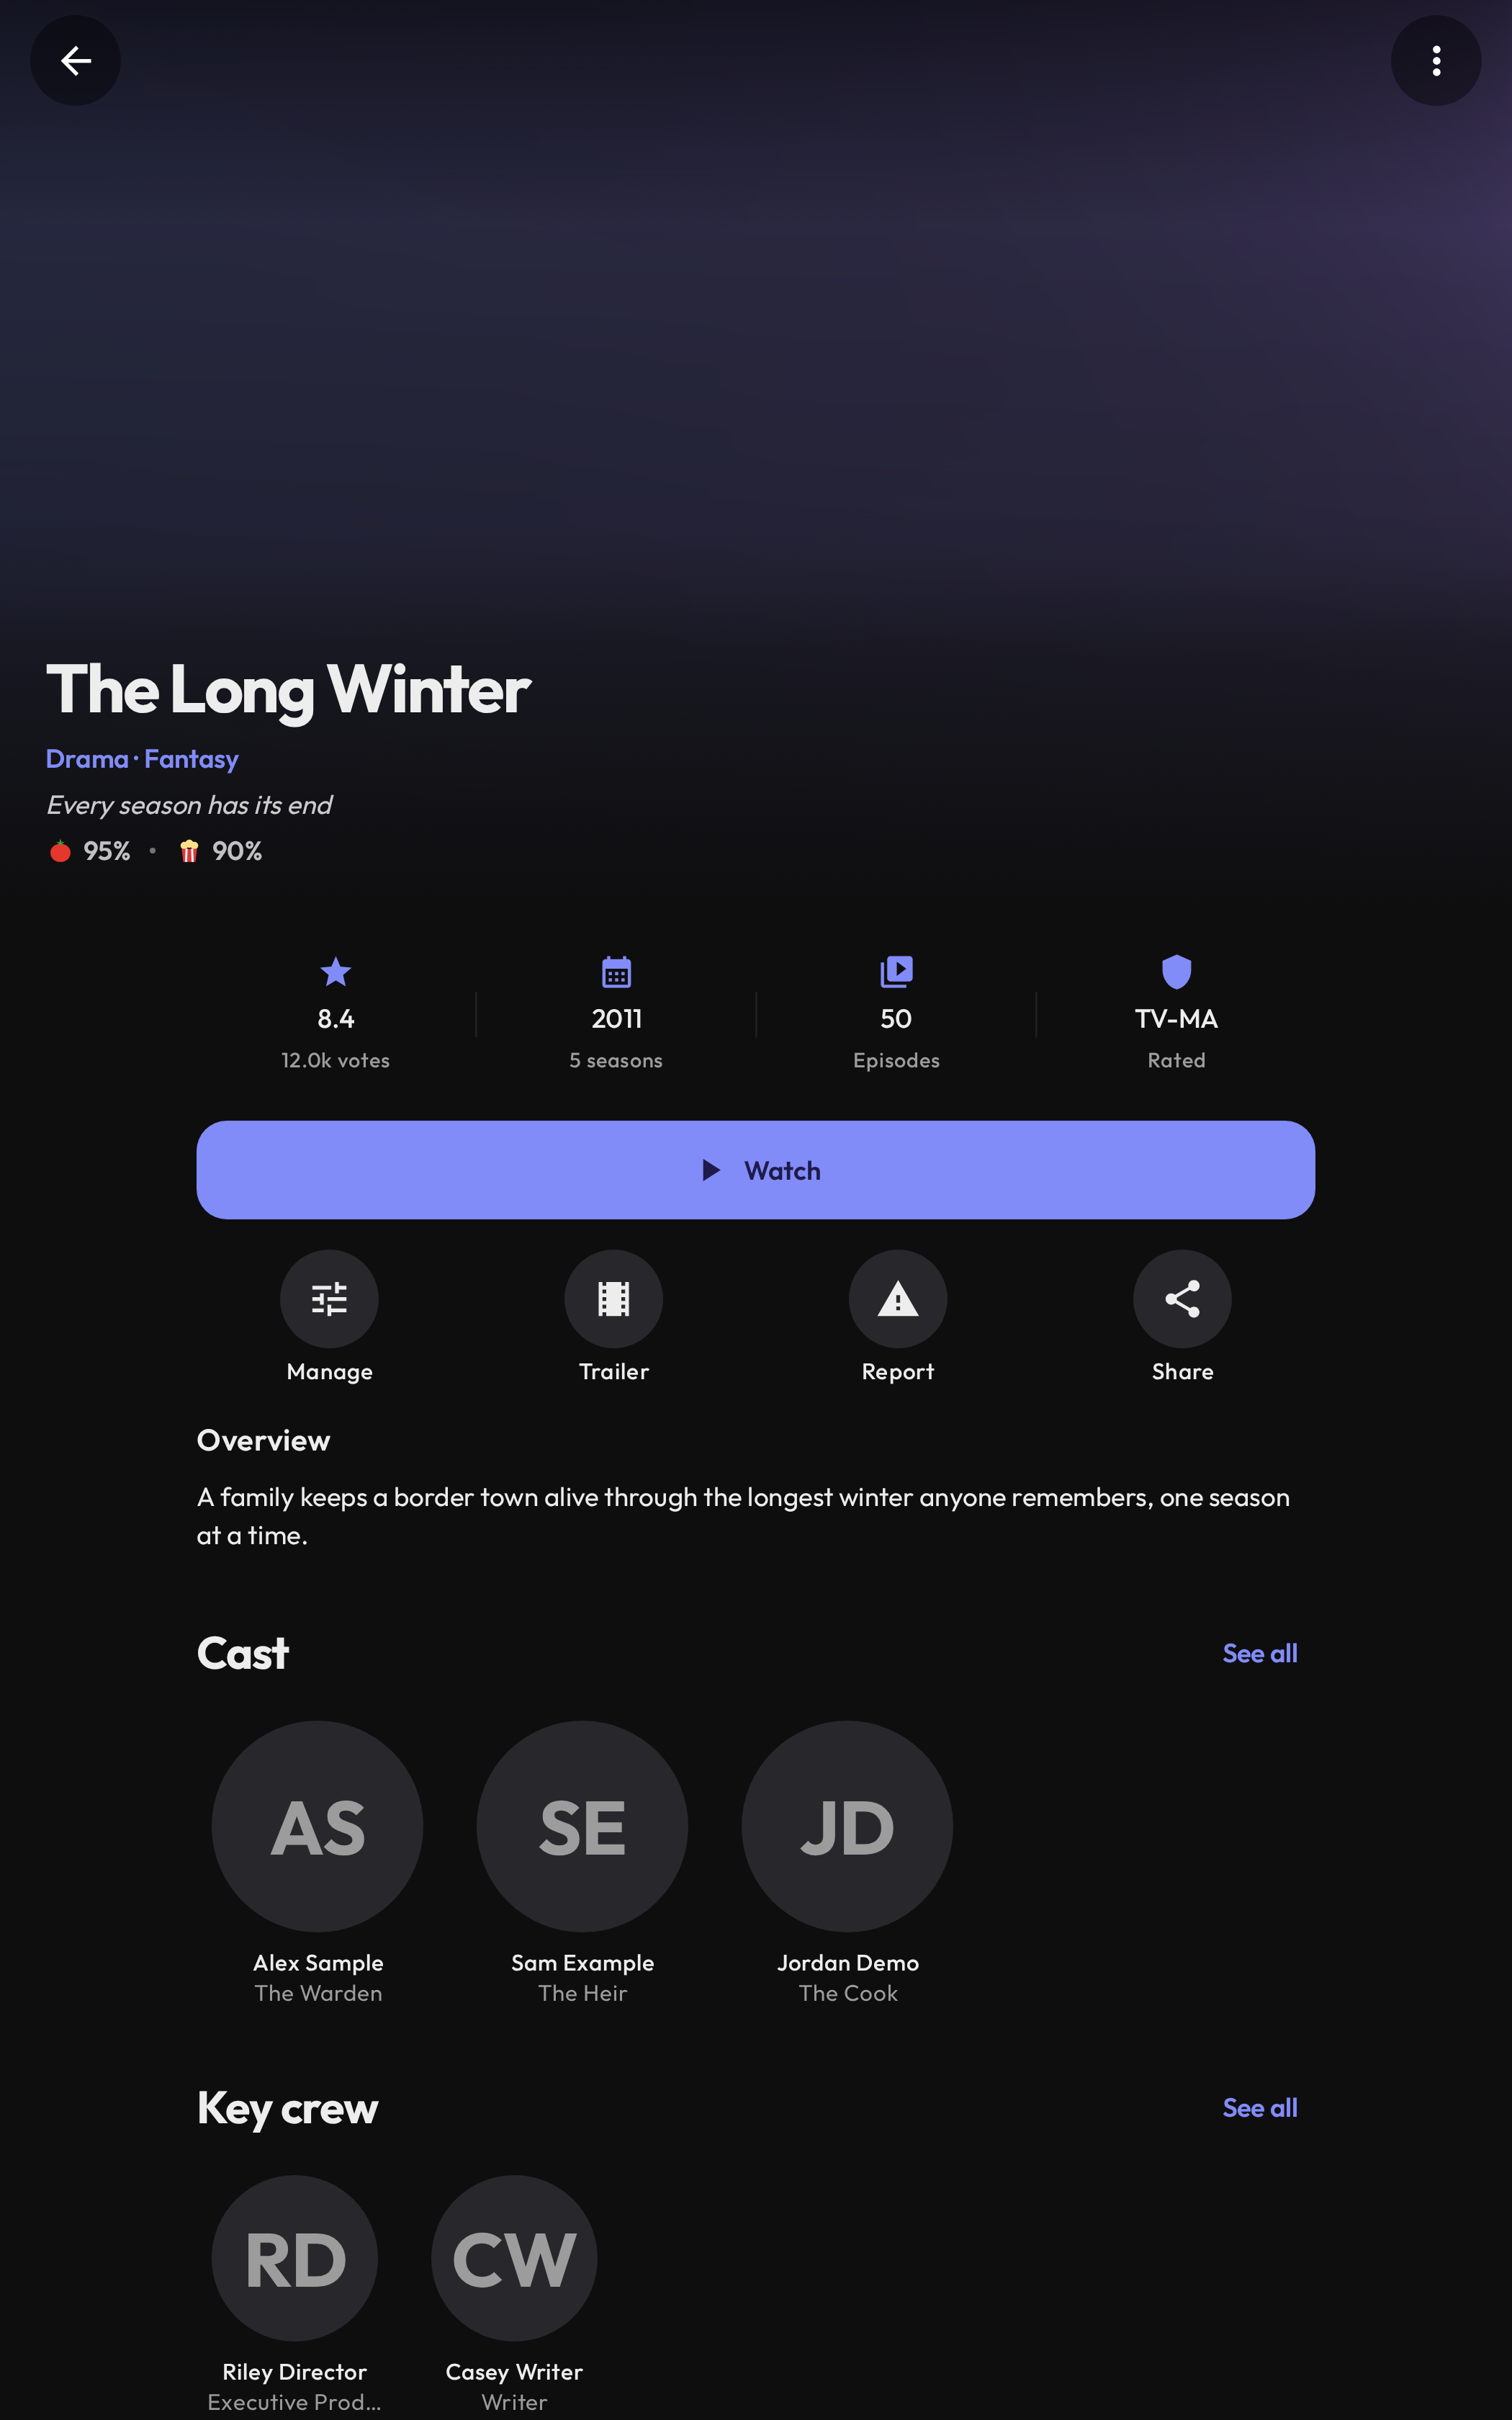 The Long Winter
Drama · Fantasy
Every season has its end
95% • 90%
8.4
12.0k votes
2011
5 seasons
50
Episodes
TV-MA
Rated
Watch
Manage
Trailer
Report
Share
Overview
A family keeps a border town alive through the longest winter anyone remembers, one season
at a time.
Cast
See all
AS
SE
JD
Alex Sample
The Warden
Sam Example
The Heir
Jordan Demo
The Cook
Key crew
See all
RD
CW
Riley Director
Executive Prod...
Casey Writer
Writer